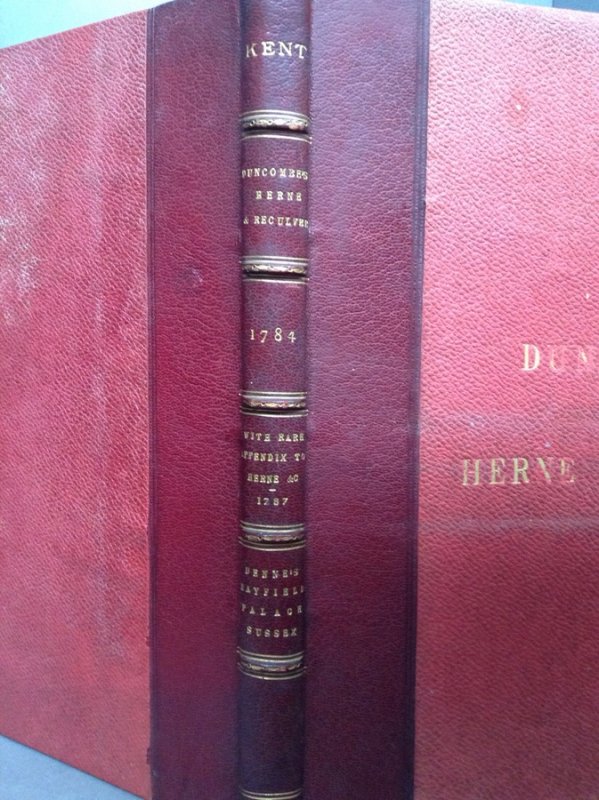 KENT
DUNCOMBE'S
HERNE
& RECULVER
1784
WITH RARE
APPENDIX TO
HERNE &C
1787
DENNE'S
MAYFIELD
PALACE
SUSSEX
DUN
HERNE